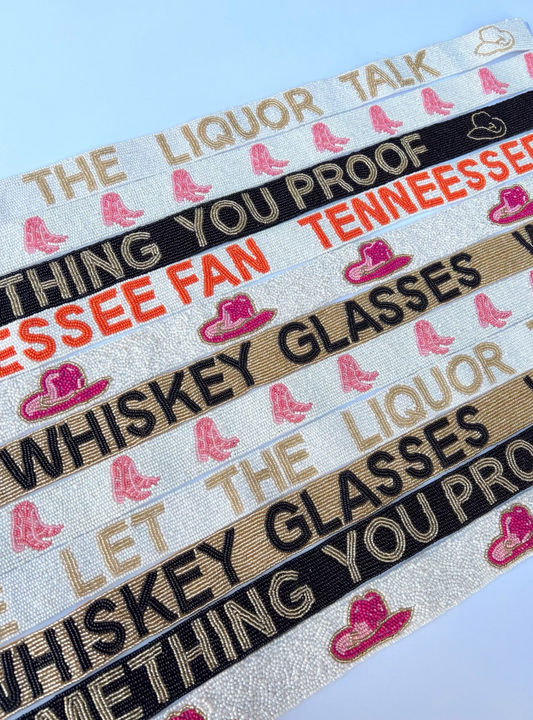 THE LIQUOR TALK
THING YOU PROOF
ESSEE FAN TENNEESSEE
WHISKEY GLASSES W
E LET THE LIQUOR T
WHISKEY GLASSES
METHING YOU PROO